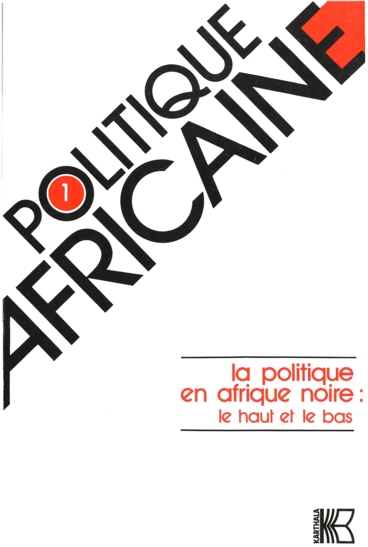 POLITIQUE
1
AFRICAINE
la politique
en afrique noire :
le haut et le bas
KARTHALA